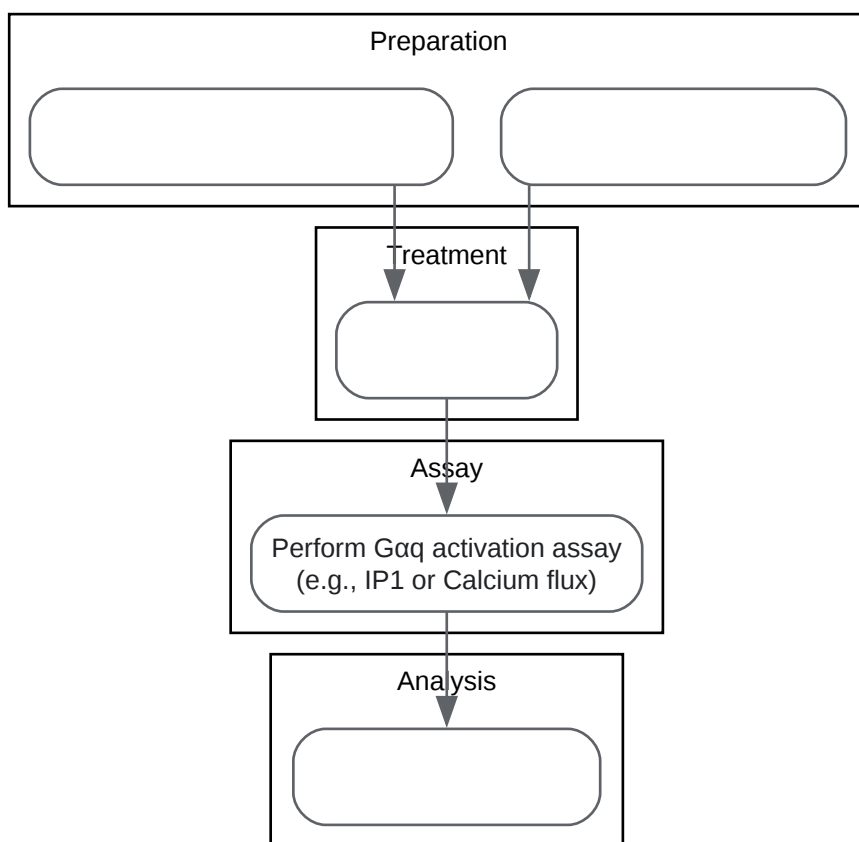 Preparation
Treatment
Assay
Perform Gαq activation assay
(e.g., IP1 or Calcium flux)
Analysis